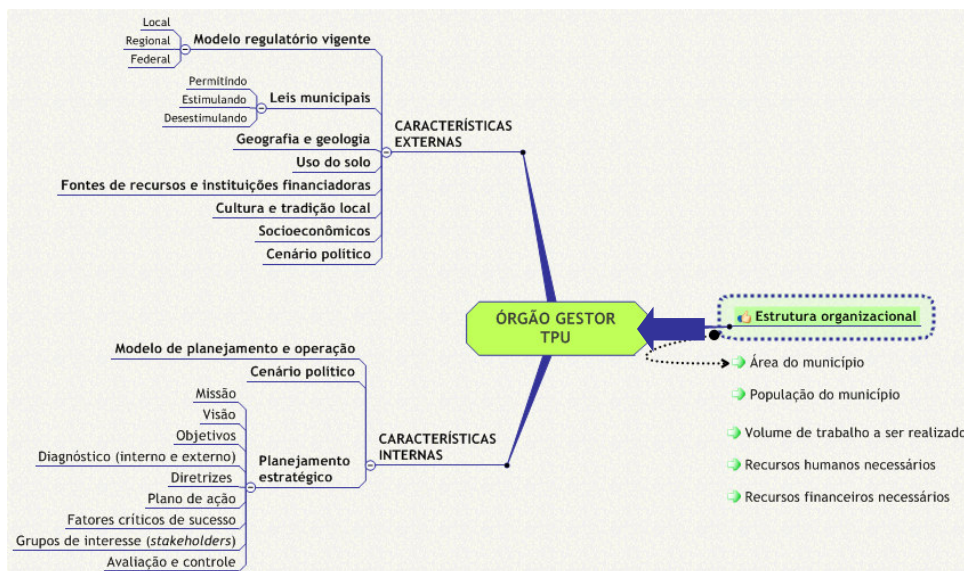 Local
Regional
Federal
Modelo regulatório vigente
Permitindo
Estimulando
Desestimulando
Leis municipais
Geografia e geologia
Uso do solo
Fontes de recursos e instituições financiadoras
Cultura e tradição local
Socioeconômicos
Cenário político
CARACTERÍSTICAS
EXTERNAS
ÓRGÃO GESTOR
TPU
Estrutura organizacional
Área do município
População do município
Volume de trabalho a ser realizado
Recursos humanos necessários
Recursos financeiros necessários
Modelo de planejamento e operação
Cenário político
Missão
Visão
Objetivos
Diagnóstico (interno e externo)
Diretrizes
Plano de ação
Fatores críticos de sucesso
Grupos de interesse (stakeholders)
Avaliação e controle
Planejamento
estratégico
CARACTERÍSTICAS
INTERNAS